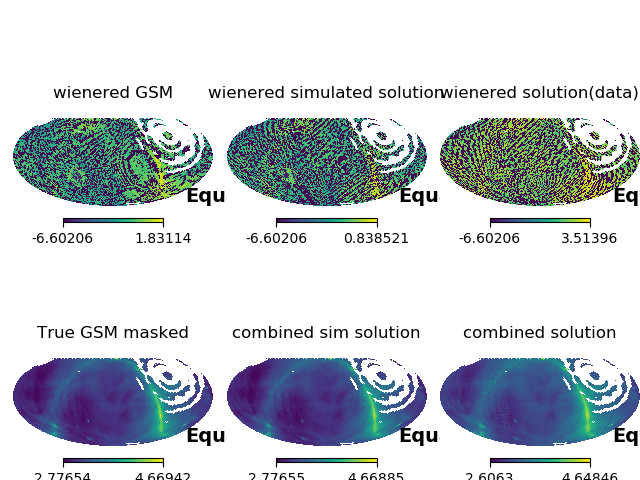 wienered GSM
wienered simulated solution
wienered solution(data)
Equ
Equ
Eq
-6.60206 1.83114
-6.60206 0.838521
-6.60206 3.51396
True GSM masked
combined sim solution
combined solution
Equ
Equ
Eq
2.77654 4.66942
2.77655 4.66885
2.6063 4.64846